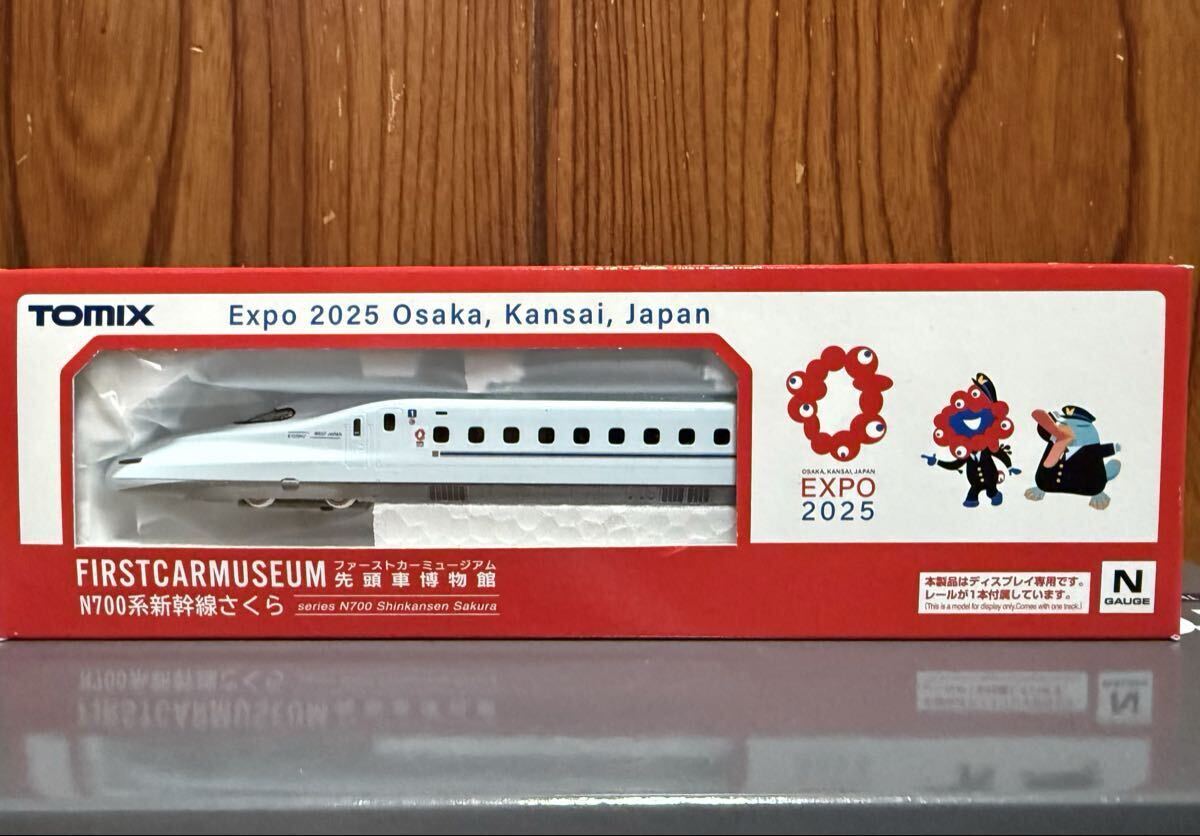 TOMIX
Expo 2025 Osaka, Kansai, Japan
WEST JAPAN
OSAKA, KANSAI, JAPAN
EXPO
2025
FIRSTCARMUSEUM
ファーストカーミュージアム
先頭車博物館
N700系新幹線さくら
series N700 Shinkansen Sakura
本製品はディスプレイ専用です。
レールが1本付属しています。
(This is a model for display only.Comes with one track.)
N
GAUGE